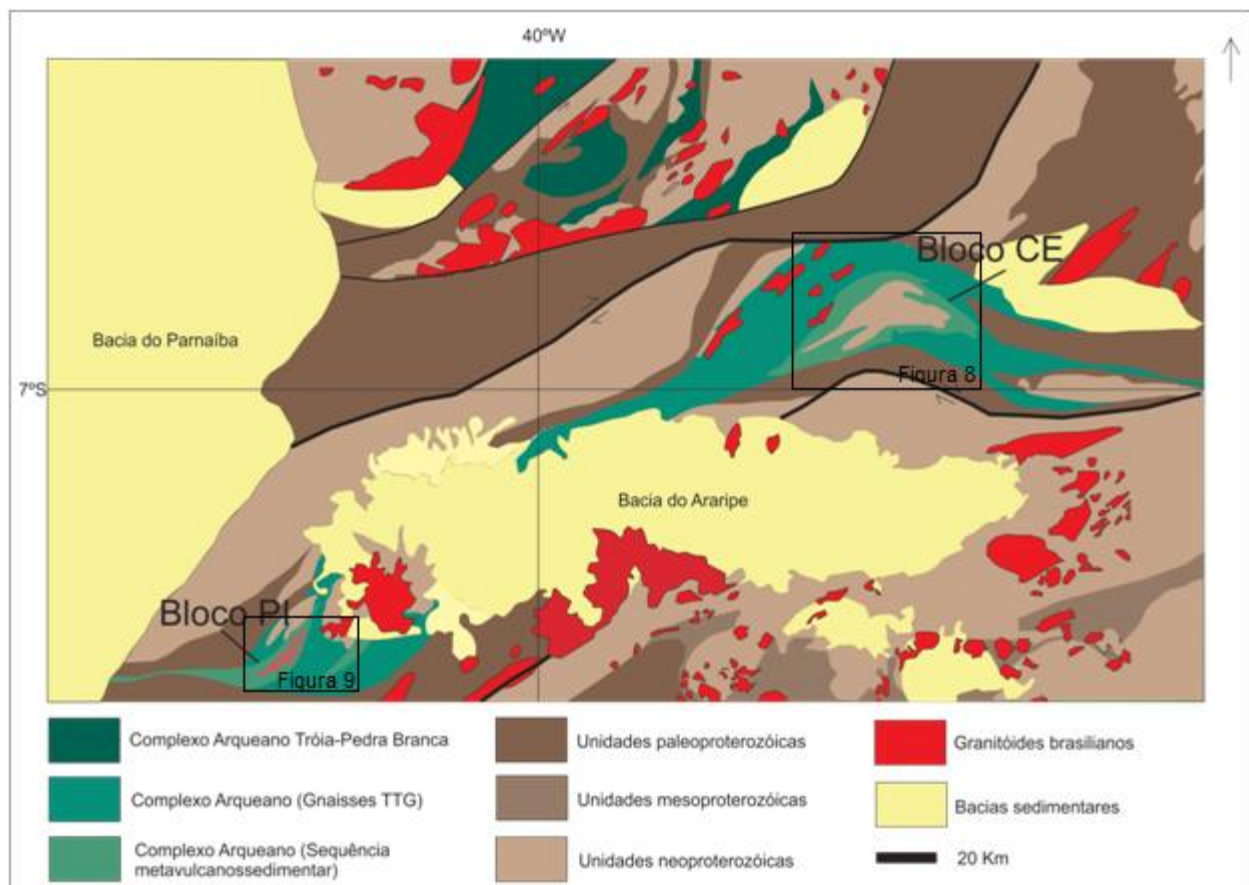 40ºW
Bloco CE
Bacia do Parnaíba
7ºS
Figura 8
Bacia do Araripe
Bloco PI
Figura 9
Complexo Arqueano Tróia-Pedra Branca
Unidades paleoproterozóicas
Granitóides brasilianos
Complexo Arqueano (Gnaisses TTG)
Unidades mesoproterozóicas
Bacias sedimentares
Complexo Arqueano (Sequência
metavulcanossedimentar)
Unidades neoproterozóicas
20 Km